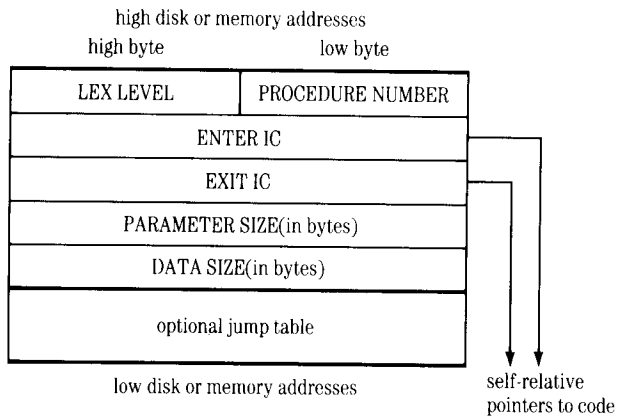 high disk or memory addresses
high byte low byte
LEX LEVEL PROCEDURE NUMBER
ENTER IC
EXIT IC
PARAMETER SIZE(in bytes)
DATA SIZE(in bytes)
optional jump table
low disk or memory addresses
self-relative
pointers to code